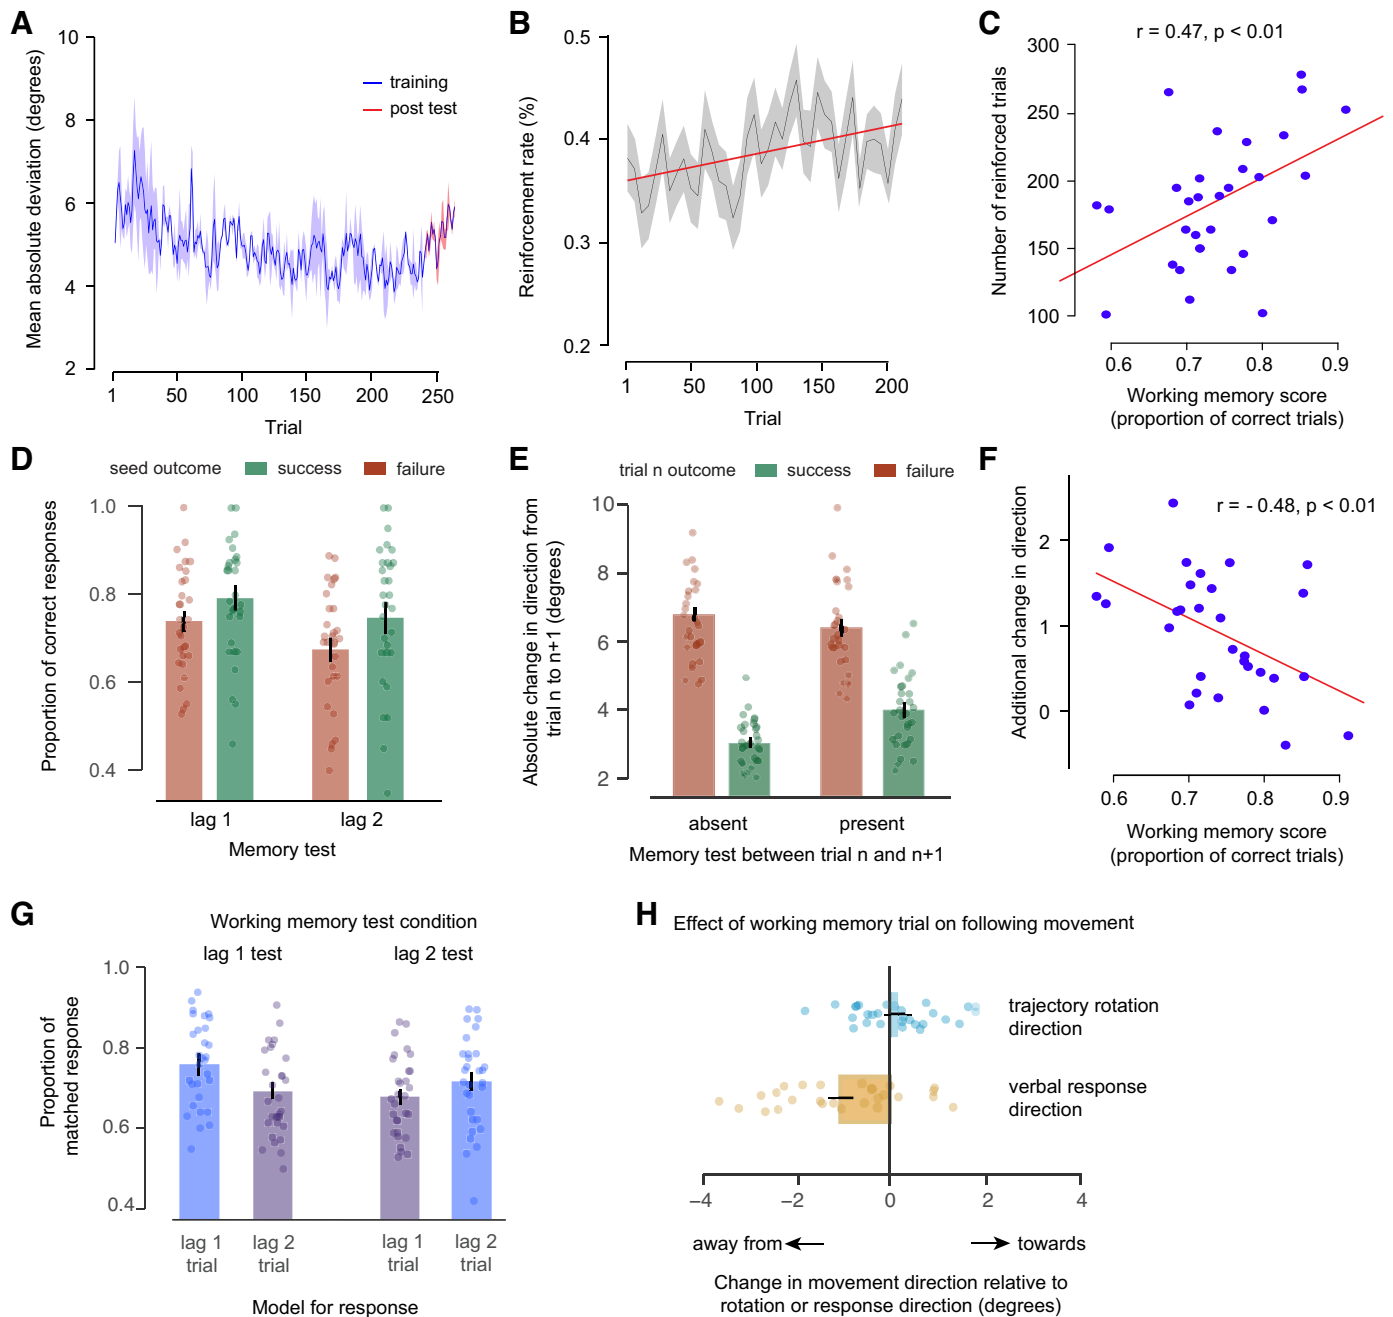 A
Mean absolute deviation (degrees)
10
8
6
4
2
training
post test
1 50 100 150 200 250
Trial
B
Reinforcement rate (%)
0.5
0.4
0.3
0.2
1 50 100 150 200
Trial
C
r = 0.47, p < 0.01
Number of reinforced trials
300
250
200
150
100
0.6 0.7 0.8 0.9
Working memory score
(proportion of correct trials)
D
seed outcome success failure
Proportion of correct responses
1.0
0.8
0.6
0.4
lag 1 lag 2
Memory test
E
trial n outcome success failure
Absolute change in direction from
trial n to n+1 (degrees)
10
8
6
4
2
absent present
Memory test between trial n and n+1
F
r = - 0.48, p < 0.01
Additional change in direction
2
1
0
0.6 0.7 0.8 0.9
Working memory score
(proportion of correct trials)
G
Working memory test condition
lag 1 test lag 2 test
Proportion of
matched response
1.0
0.8
0.6
0.4
lag 1 lag 2 lag 1 lag 2
trial trial trial trial
Model for response
H
Effect of working memory trial on following movement
trajectory rotation
direction
verbal response
direction
−4 −2 0 2 4
away from towards
Change in movement direction relative to
rotation or response direction (degrees)